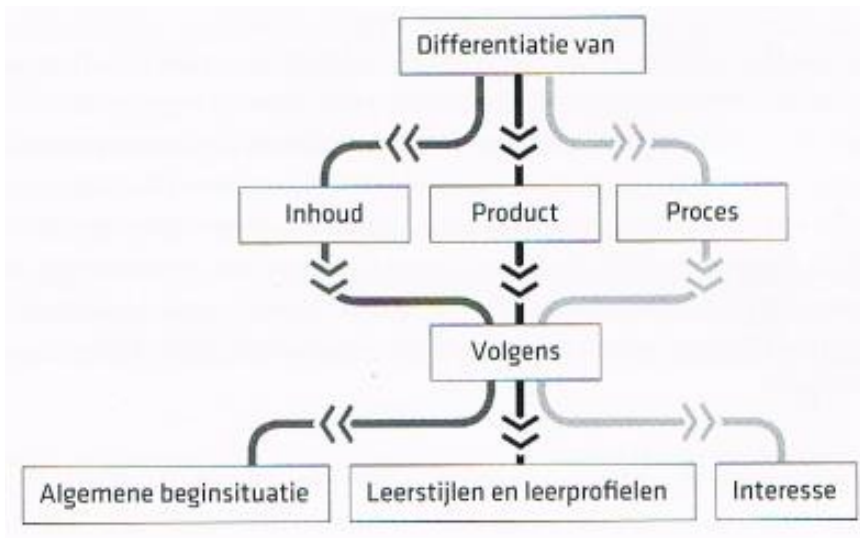 Differentiatie van
Inhoud
Product
Proces
Volgens
Algemene beginsituatie
Leerstijlen en leerprofielen
Interesse